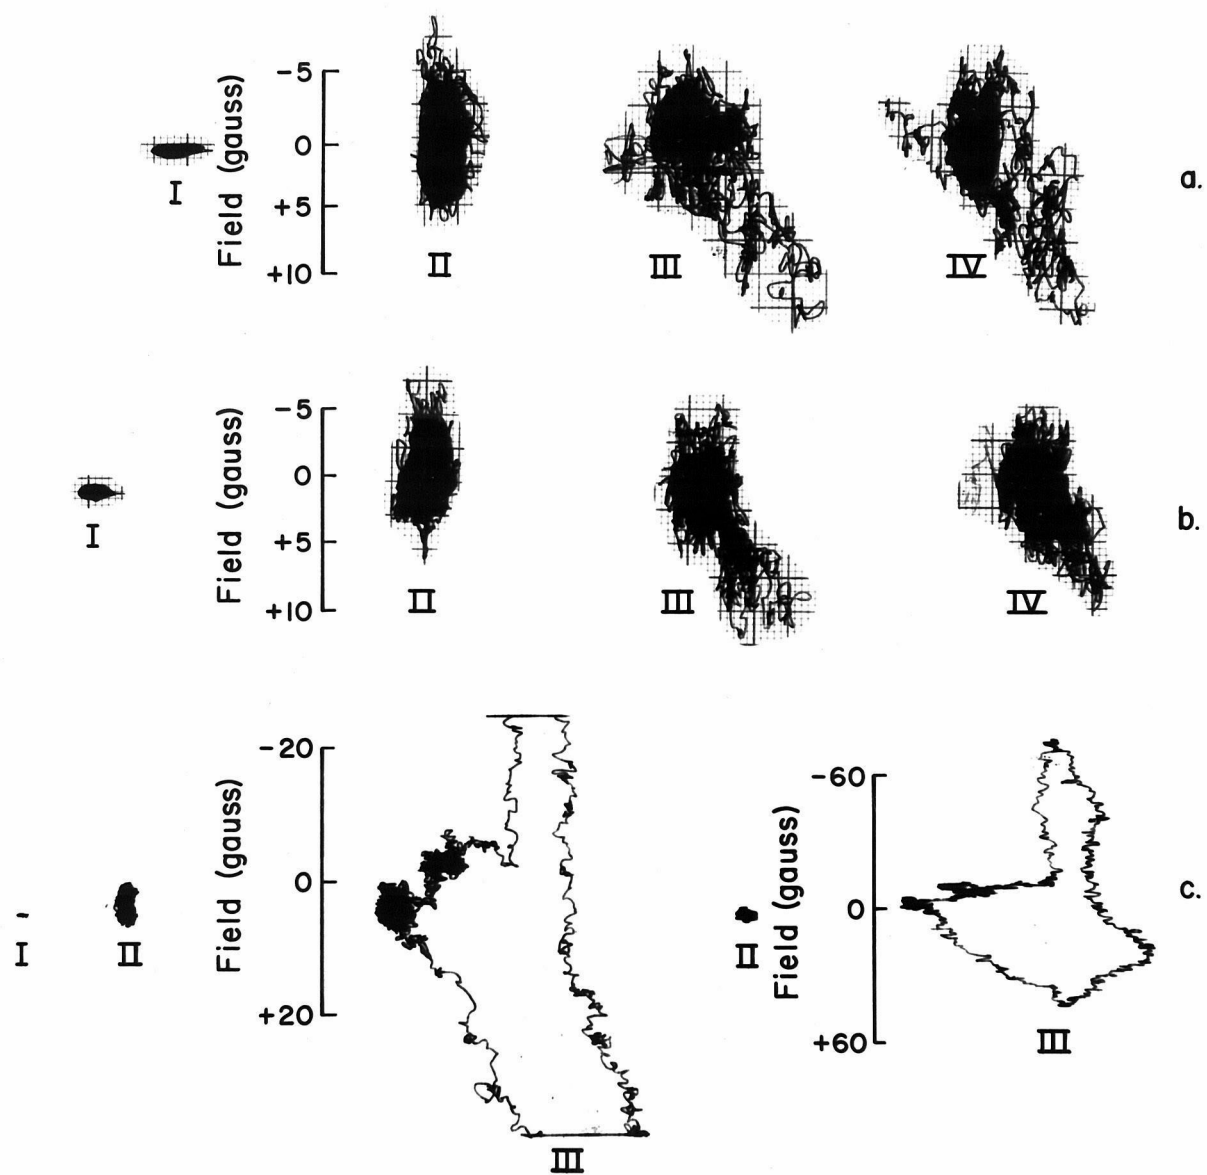 Field (gauss)
-5
0
+5
+10
I
II
III
IV
a.
Field (gauss)
-5
0
+5
+10
I
II
III
IV
b.
Field (gauss)
-20
0
+20
I
II
III
Field (gauss)
-60
0
+60
II
III
c.